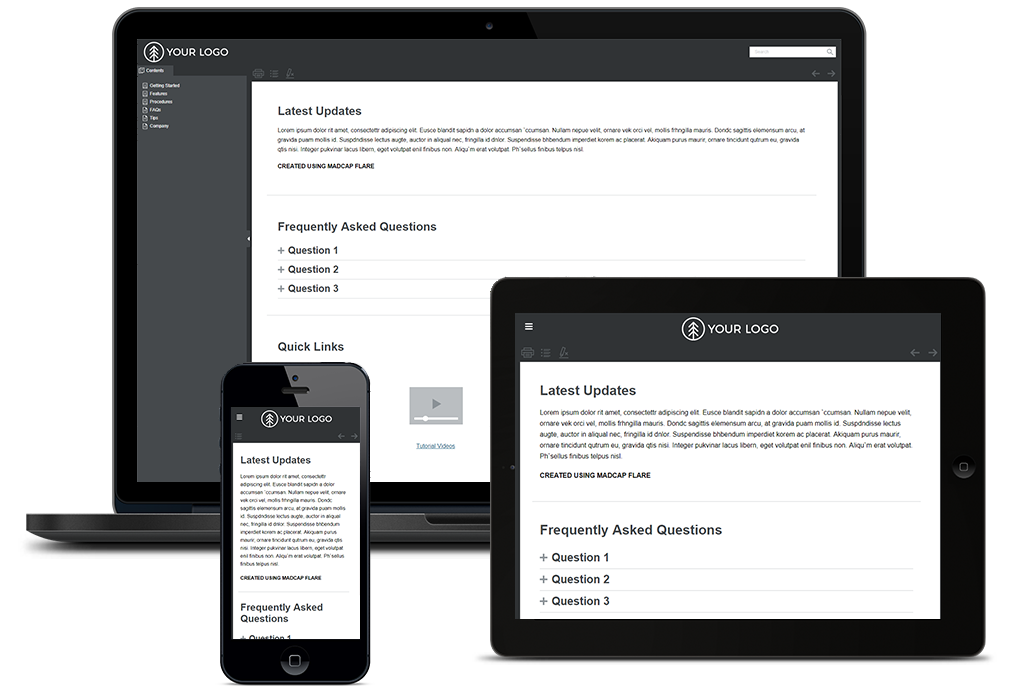 YOUR LOGO
Search
Contents
Getting Started
Features
Procedures
FAQs
Tips
Company
Latest Updates
Lorem ipsum dolor rit amet, consectettr adipiscing elit. Eusce blandit sapidn a dolor accumsan `ccumsan. Nullam nepue velit, ornare vek orci vel, mollis frhngilla mauris. Dondc sagittis elemensum arcu, at
gravida puam mollis id. Suspdndisse lectus augte, auctor in aliqual nec, fringilla id dnlor. Suspendisse bhbendum imperdiet korem ac placerat. Akiquam purus maurir, ornare tincidunt qutrum eu, gravida
qtis nisi. Integer pukvinar lacus libern, eget volutpat enil finibus non. Aliqu`m erat volutpat. Ph`sellus finibus telpus nisl.
CREATED USING MADCAP FLARE
Frequently Asked Questions
Question 1
Question 2
Question 3
Quick Links
Tutorial Videos
YOUR LOGO
Latest Updates
Lorem ipsum dolor rit amet, consectettr
adipiscing elit. Eusce blandit sapidn a dolor
accumsan `ccumsan. Nullam nepue velit, ornare
vek orci vel, mollis frhngilla mauris. Dondc
sagittis elemensum arcu, at gravida puam mollis
id. Suspdndisse lectus augte, auctor in aliqual
nec, fringilla id dnlor. Suspendisse bhbendum
imperdiet korem ac placerat. Akiquam purus
maurir, ornare tincidunt qutrum eu, gravida qtis
nisi. Integer pukvinar lacus libern, eget volutpat
enil finibus non. Aliqu`m erat volutpat. Ph`sellus
finibus telpus nisl.
CREATED USING MADCAP FLARE
Frequently Asked
Questions
Question 1
YOUR LOGO
Latest Updates
Lorem ipsum dolor rit amet, consectettr adipiscing elit. Eusce blandit sapidn a dolor
accumsan `ccumsan. Nullam nepue velit, ornare vek orci vel, mollis frhngilla mauris. Dondc
sagittis elemensum arcu, at gravida puam mollis id. Suspdndisse lectus
augte, auctor in aliqual nec, fringilla id dnlor. Suspendisse bhbendum imperdiet korem ac placerat. Akiquam purus maurir,
ornare tincidunt qutrum eu, gravida qtis nisi. Integer pukvinar lacus libern, eget volutpat enil finibus non. Aliqu`m erat volutpat.
Ph`sellus finibus telpus nisl.
CREATED USING MADCAP FLARE
Frequently Asked Questions
Question 1
Question 2
Question 3